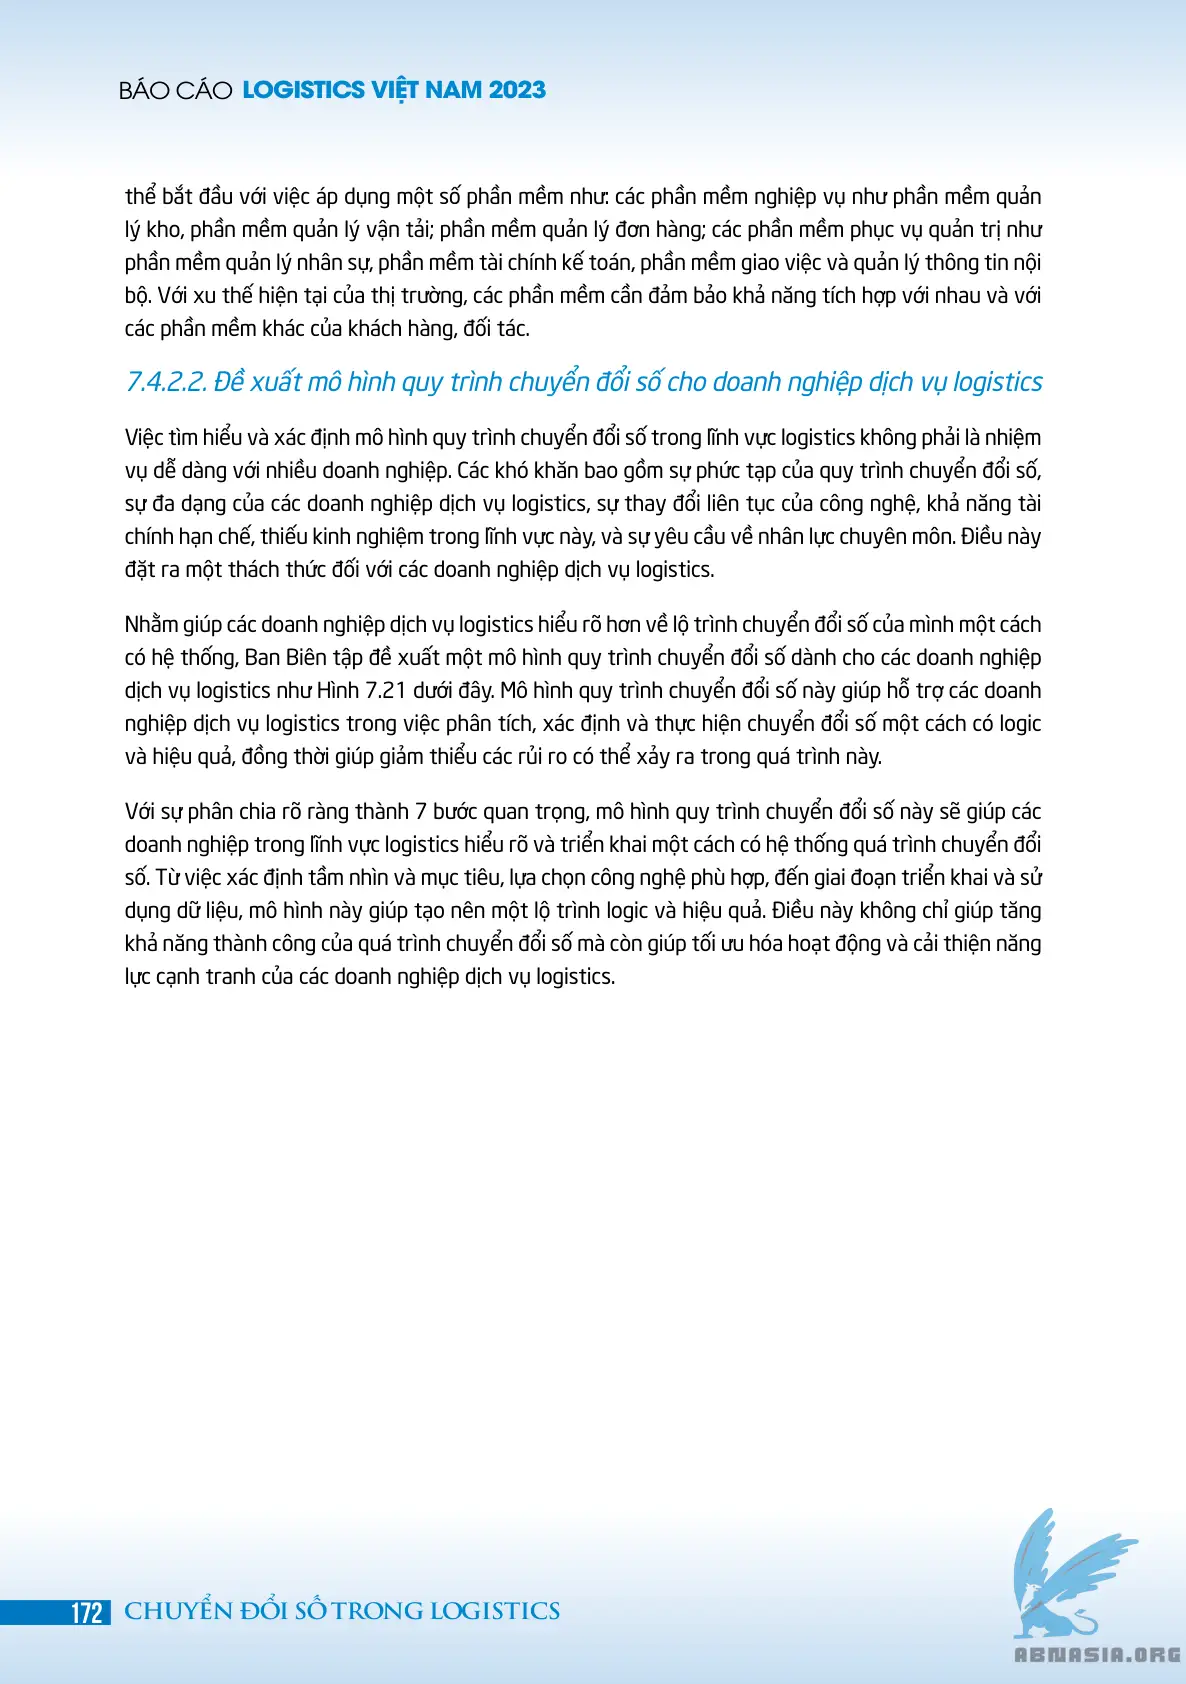 BÁO CÁO LOGISTICS VIỆT NAM 2023
thể bắt đầu với việc áp dụng một số phần mềm như: các phần mềm nghiệp vụ như phần mềm quản
lý kho, phần mềm quản lý vận tải; phần mềm quản lý đơn hàng; các phần mềm phục vụ quản trị như
phần mềm quản lý nhân sự, phần mềm tài chính kế toán, phần mềm giao việc và quản lý thông tin nội
bộ. Với xu thế hiện tại của thị trường, các phần mềm cần đảm bảo khả năng tích hợp với nhau và với
các phần mềm khác của khách hàng, đối tác.
7.4.2.2. Đề xuất mô hình quy trình chuyển đổi số cho doanh nghiệp dịch vụ logistics
Việc tìm hiểu và xác định mô hình quy trình chuyển đổi số trong lĩnh vực logistics không phải là nhiệm
vụ dễ dàng với nhiều doanh nghiệp. Các khó khăn bao gồm sự phức tạp của quy trình chuyển đổi số,
sự đa dạng của các doanh nghiệp dịch vụ logistics, sự thay đổi liên tục của công nghệ, khả năng tài
chính hạn chế, thiếu kinh nghiệm trong lĩnh vực này, và sự yêu cầu về nhân lực chuyên môn. Điều này
đặt ra một thách thức đối với các doanh nghiệp dịch vụ logistics.
Nhằm giúp các doanh nghiệp dịch vụ logistics hiểu rõ hơn về lộ trình chuyển đổi số của mình một cách
có hệ thống, Ban Biên tập đề xuất một mô hình quy trình chuyển đổi số dành cho các doanh nghiệp
dịch vụ logistics như Hình 7.21 dưới đây. Mô hình quy trình chuyển đổi số này giúp hỗ trợ các doanh
nghiệp dịch vụ logistics trong việc phân tích, xác định và thực hiện chuyển đổi số một cách có logic
và hiệu quả, đồng thời giúp giảm thiểu các rủi ro có thể xảy ra trong quá trình này.
Với sự phân chia rõ ràng thành 7 bước quan trọng, mô hình quy trình chuyển đổi số này sẽ giúp các
doanh nghiệp trong lĩnh vực logistics hiểu rõ và triển khai một cách có hệ thống quá trình chuyển đổi
số. Từ việc xác định tầm nhìn và mục tiêu, lựa chọn công nghệ phù hợp, đến giai đoạn triển khai và sử
dụng dữ liệu, mô hình này giúp tạo nên một lộ trình logic và hiệu quả. Điều này không chỉ giúp tăng
khả năng thành công của quá trình chuyển đổi số mà còn giúp tối ưu hóa hoạt động và cải thiện năng
lực cạnh tranh của các doanh nghiệp dịch vụ logistics.
172 CHUYỂN ĐỔI SỐ TRONG LOGISTICS
ABNASIA.ORG